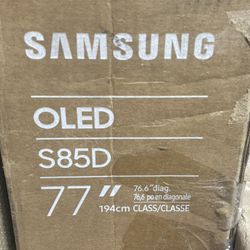 SAMSUNG
OLED
S85D
77"
76.6" diag.
76,6 po en diagonale
194cm CLASS/CLASSE